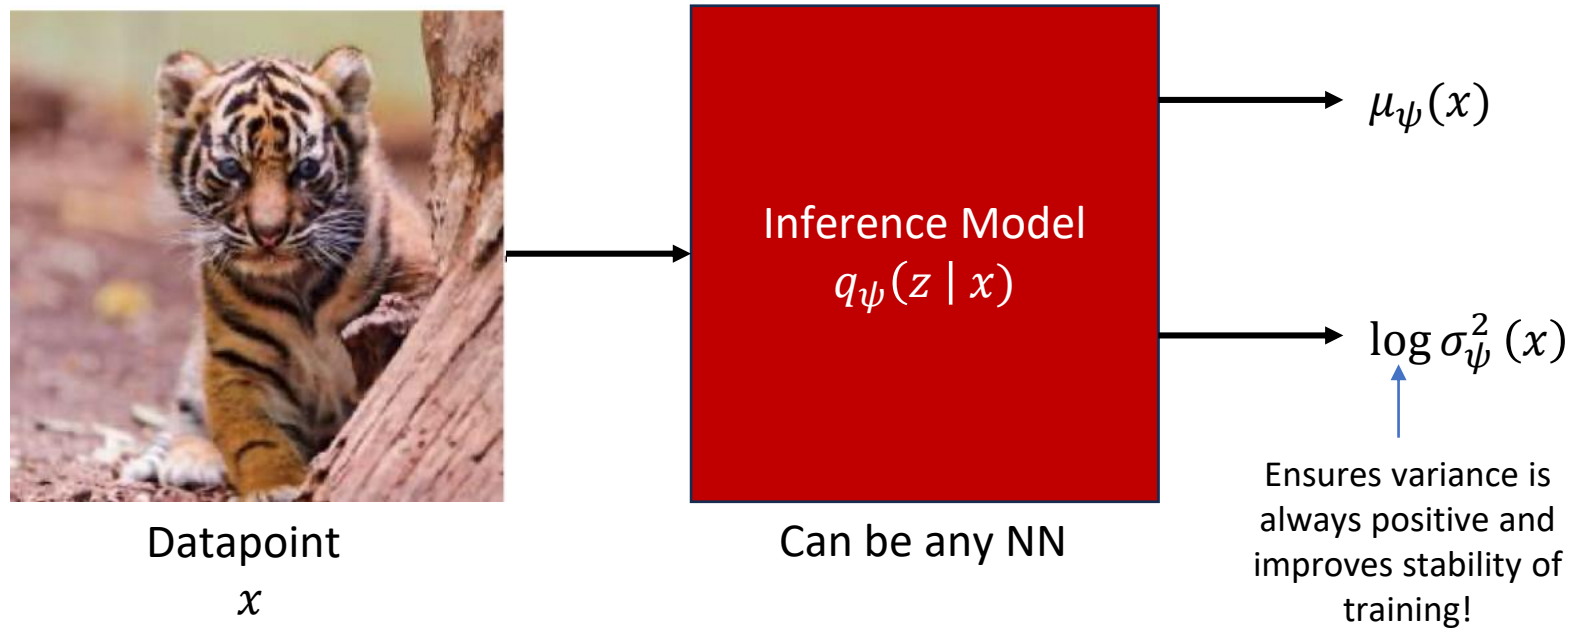 Datapoint
x
Inference Model
qψ(z | x)
Can be any NN
μψ(x)
log σ²ψ (x)
Ensures variance is
always positive and
improves stability of
training!